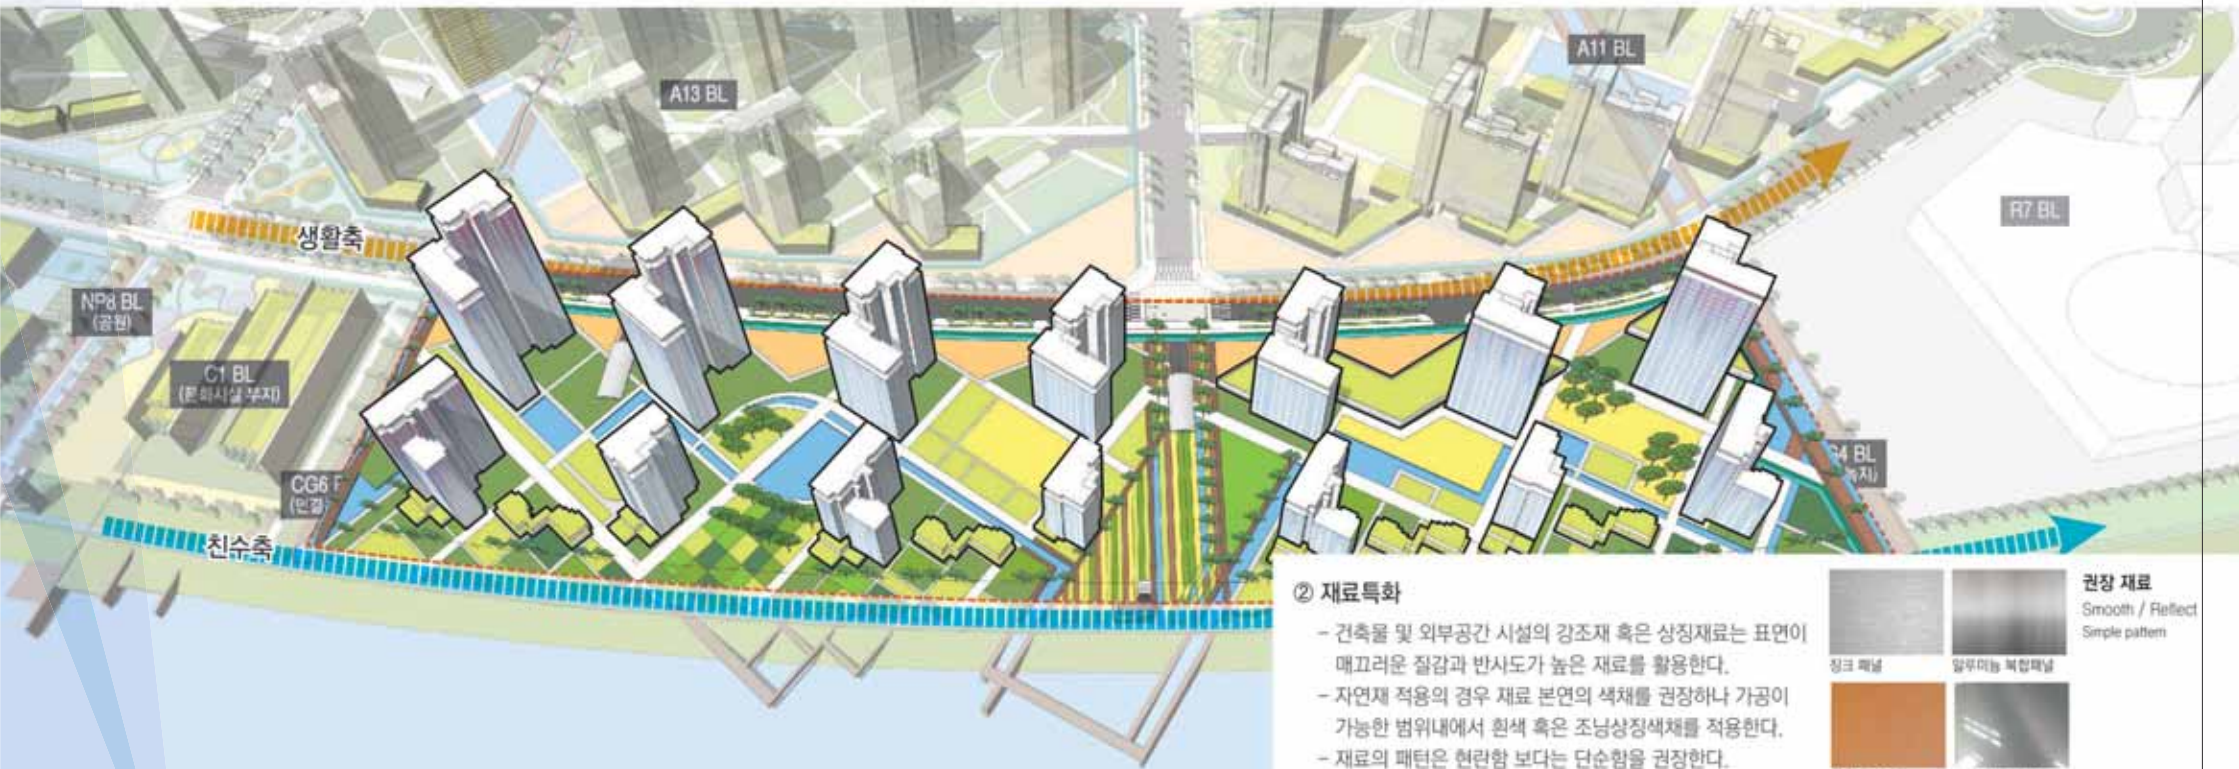 A11 BL
A13 BL
R7 BL
생활축
NP8 BL
(공원)
C1 BL
(문화시설 부지)
CG6
친수축
4 BL
② 재료특화
- 건축물 및 외부공간 시설의 강조재 혹은 상징재료는 표면이
매끄러운 질감과 반사도가 높은 재료를 활용한다.
- 자연재 적용의 경우 재료 본연의 색채를 권장하나 가공이
가능한 범위내에서 흰색 혹은 조닝상징색채를 적용한다.
- 재료의 패턴은 현란함 보다는 단순함을 권장한다.
징크 패널
알루미늄 복합패널
권장 재료
Smooth / Reflect
Simple pattern